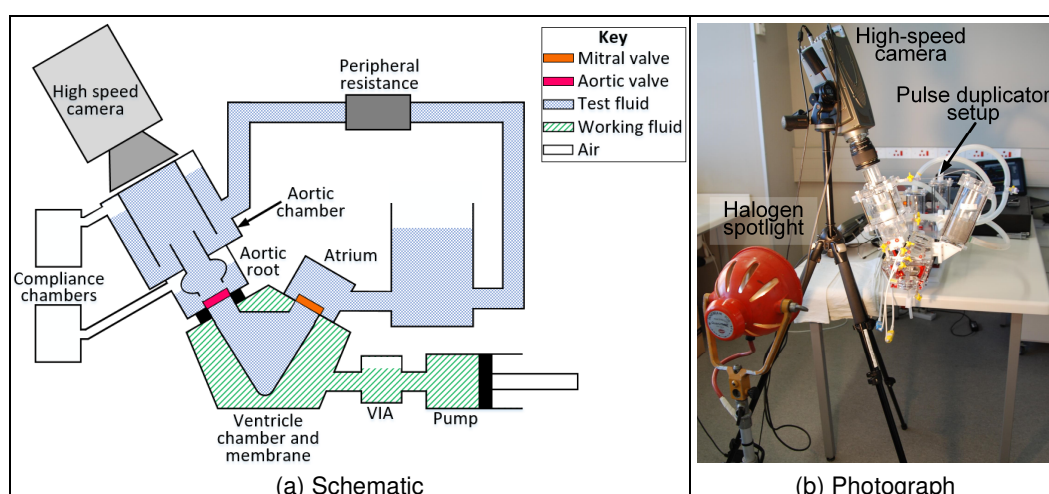 High speed
camera
Peripheral
resistance
Key
Mitral valve
Aortic valve
Test fluid
Working fluid
Air
Aortic
chamber
Aortic
root
Atrium
Compliance
chambers
Ventricle
chamber and
membrane
VIA
Pump
(a) Schematic
High-speed
camera
Pulse duplicator
setup
Halogen
spotlight
(b) Photograph